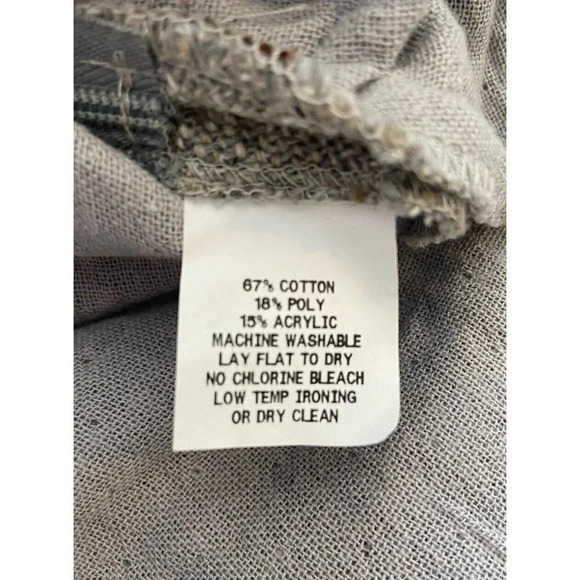 67% COTTON
18% POLY
15% ACRYLIC
MACHINE WASHABLE
LAY FLAT TO DRY
NO CHLORINE BLEACH
LOW TEMP IRONING
OR DRY CLEAN